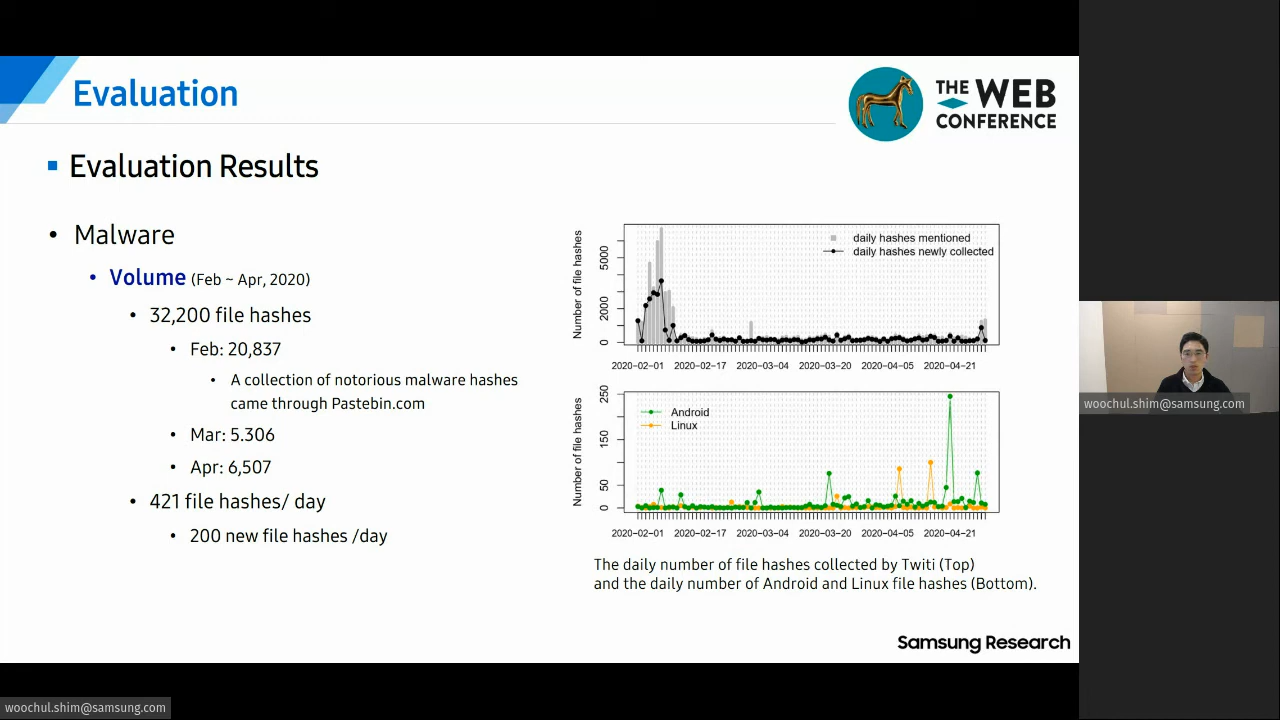 Evaluation
THE WEB
CONFERENCE
Evaluation Results
Malware
Volume (Feb ~ Apr, 2020)
32,200 file hashes
Feb: 20,837
A collection of notorious malware hashes
came through Pastebin.com
Mar: 5.306
Apr: 6,507
421 file hashes/ day
200 new file hashes /day
Number of file hashes
0 2000 5000
daily hashes mentioned
daily hashes newly collected
2020-02-01 2020-02-17 2020-03-04 2020-03-20 2020-04-05 2020-04-21
Number of file hashes
0 50 150 250
Android
Linux
2020-02-01 2020-02-17 2020-03-04 2020-03-20 2020-04-05 2020-04-21
The daily number of file hashes collected by Twiti (Top)
and the daily number of Android and Linux file hashes (Bottom).
Samsung Research
woochul.shim@samsung.com
woochul.shim@samsung.com